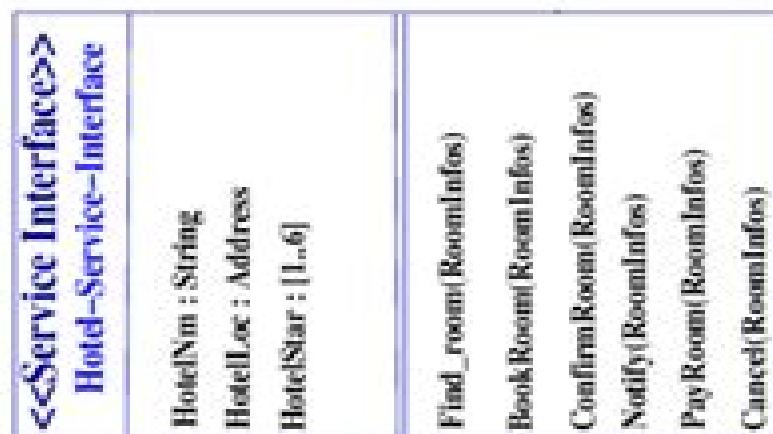 <<Service Interface>>
Hotel-Service-Interface
HotelNm : String
HotelLoc : Address
HotelStar : [1..6]
Find_room(RoomInfos)
BookRoom(RoomInfos)
ConfirmRoom(RoomInfos)
Notify(RoomInfos)
PayRoom(RoomInfos)
Cancel(RoomInfos)